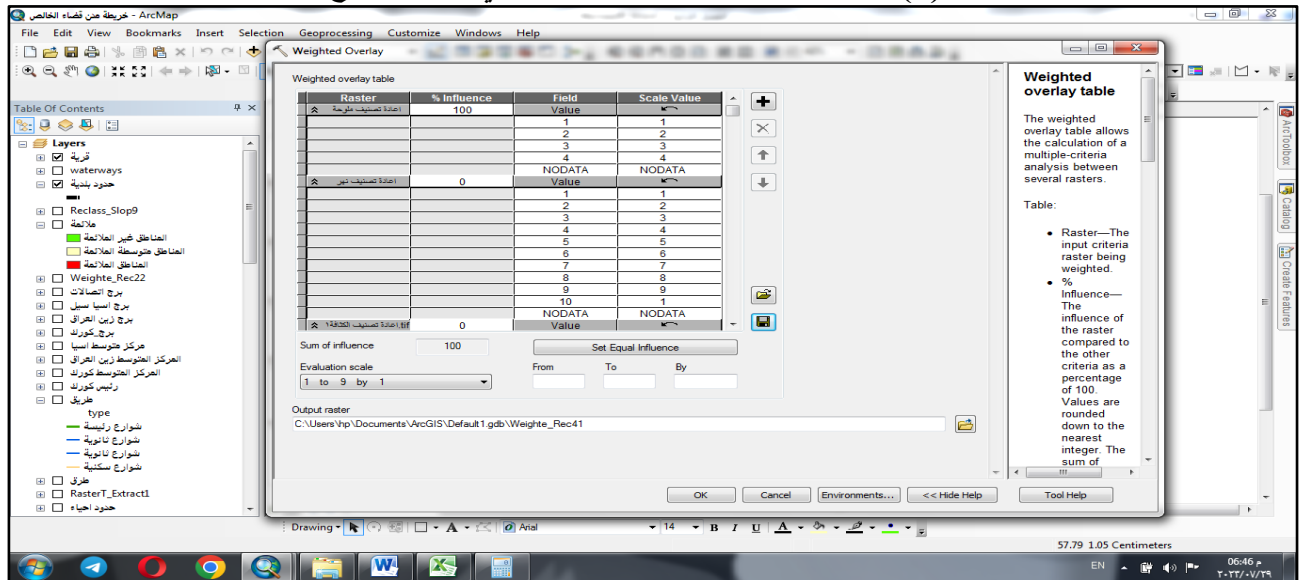 خريطة مدن قضاء الخالص - ArcMap
File Edit View Bookmarks Insert Selection Geoprocessing Customize Windows Help
Weighted Overlay
Table Of Contents
Layers
قرية
waterways
حدود بلدية
Reclass_Slop9
ملائمة
المناطق غير الملائمة
المناطق متوسطة الملائمة
المناطق الملائمة
Weighte_Rec22
برج اتصالات
برج اسيا سيل
برج زين العراق
برج_كورك
مركز متوسط اسيا
المركز المتوسط زين العراق
المركز المتوسط كورك
رئيس كورك
طريق
type
شوارع رئيسة
شوارع ثانوية
شوارع ثانوية
شوارع سكنية
طرق
RasterT_Extract1
حدود احياء
Weighted overlay table
Raster % Influence Field Scale Value
اعادة تصنيف ملوحة 100 Value
1 1
2 2
3 3
4 4
NODATA NODATA
اعادة تصنيف نهر 0 Value
1 1
2 2
3 3
4 4
5 5
6 6
7 7
8 8
9 9
10 1
NODATA NODATA
اعادة تصنيف الكثافة١.tif 0 Value
Sum of influence 100 Set Equal Influence
Evaluation scale From To By
1 to 9 by 1
Output raster
C:\Users\hp\Documents\ArcGIS\Default1.gdb\Weighte_Rec41
OK Cancel Environments... << Hide Help Tool Help
Weighted
overlay table
The weighted
overlay table allows
the calculation of a
multiple-criteria
analysis between
several rasters.
Table:
• Raster—The
input criteria
raster being
weighted.
• %
Influence—
The
influence of
the raster
compared to
the other
criteria as a
percentage
of 100.
Values are
rounded
down to the
nearest
integer. The
sum of
ArcToolbox
Catalog
Create Features
Drawing Arial 14 B I U A
57.79 1.05 Centimeters
EN 06:46 م
٢٠٢٣/٠٧/٢٩